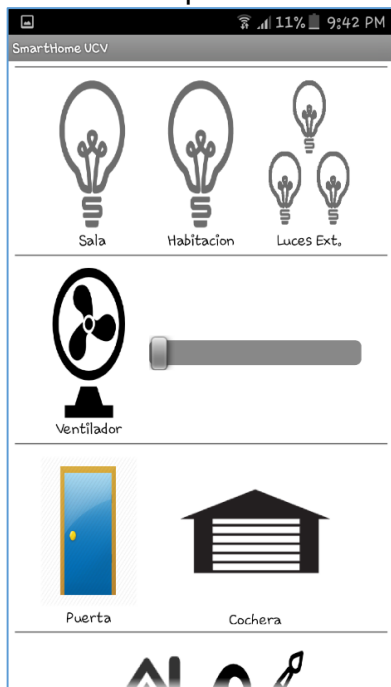 11% 9:42 PM
SmartHome UCV
Sala Habitacion Luces Ext.
Ventilador
Puerta Cochera